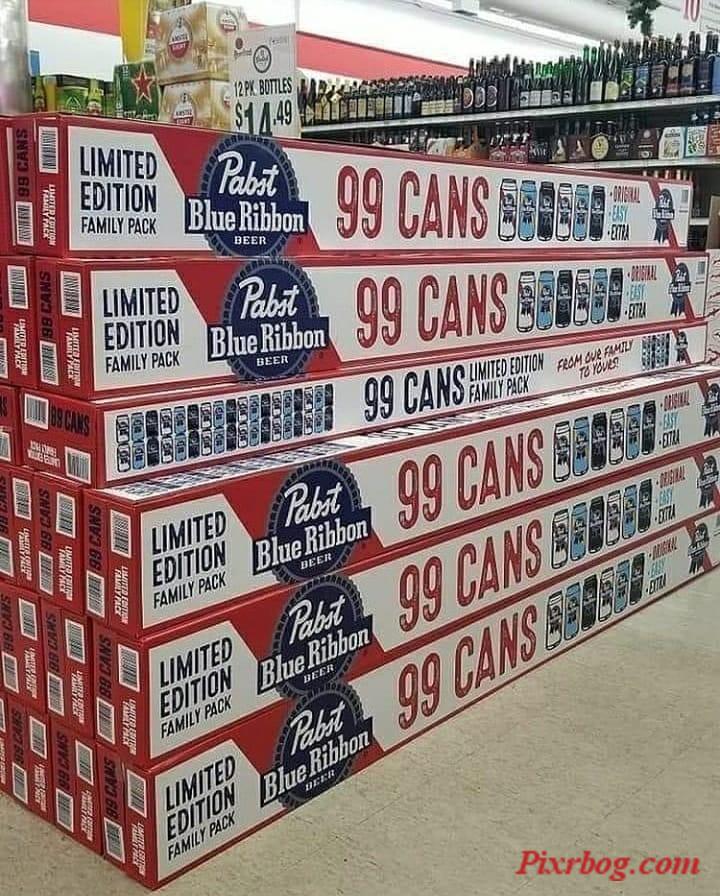 12 PK. BOTTLES
$14.49
99 CANS
LIMITED
EDITION
FAMILY PACK
Pabst
Blue Ribbon
BEER
99 CANS
• ORIGINAL
• EASY
• EXTRA
99 CANS
LIMITED
EDITION
FAMILY PACK
Pabst
Blue Ribbon
BEER
99 CANS
• ORIGINAL
• EASY
• EXTRA
99 CANS
99 CANS
LIMITED EDITION
FAMILY PACK
FROM OUR FAMILY
TO YOURS!
99 CANS
LIMITED
EDITION
FAMILY PACK
Pabst
Blue Ribbon
BEER
99 CANS
• ORIGINAL
• EASY
• EXTRA
99 CANS
LIMITED
EDITION
FAMILY PACK
Pabst
Blue Ribbon
BEER
99 CANS
• ORIGINAL
• EASY
• EXTRA
99 CANS
LIMITED
EDITION
FAMILY PACK
Pabst
Blue Ribbon
BEER
99 CANS
• ORIGINAL
• EASY
• EXTRA
Pixrbog.com